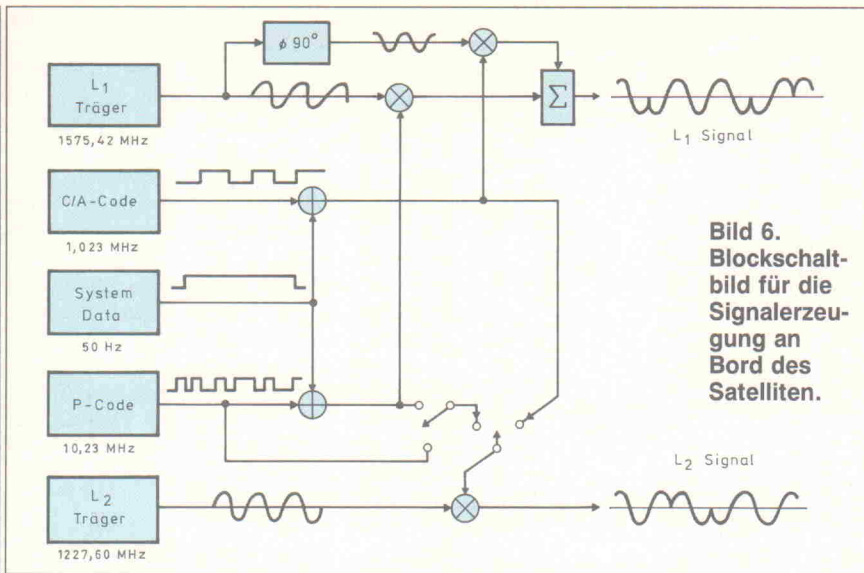 ϕ 90°
L1
Träger
1575,42 MHz
Σ
L1 Signal
C/A-Code
1,023 MHz
System
Data
50 Hz
P-Code
10,23 MHz
L2
Träger
1227,60 MHz
L2 Signal
Bild 6.
Blockschalt-
bild für die
Signalerzeu-
gung an
Bord des
Satelliten.